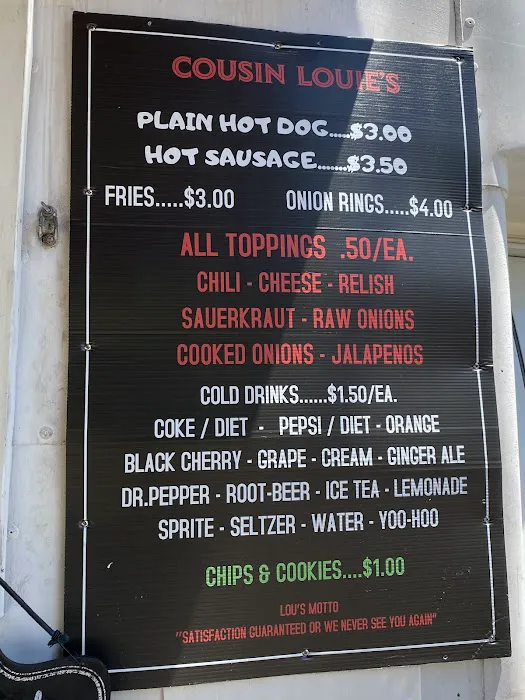 COUSIN LOUIE'S
PLAIN HOT DOG.....$3.00
HOT SAUSAGE.......$3.50
FRIES.....$3.00 ONION RINGS.....$4.00
ALL TOPPINGS .50/EA.
CHILI - CHEESE - RELISH
SAUERKRAUT - RAW ONIONS
COOKED ONIONS - JALAPENOS
COLD DRINKS......$1.50/EA.
COKE / DIET - PEPSI / DIET - ORANGE
BLACK CHERRY - GRAPE - CREAM - GINGER ALE
DR.PEPPER - ROOT-BEER - ICE TEA - LEMONADE
SPRITE - SELTZER - WATER - YOO-HOO
CHIPS & COOKIES....$1.00
LOU'S MOTTO
"SATISFACTION GUARANTEED OR WE NEVER SEE YOU AGAIN"